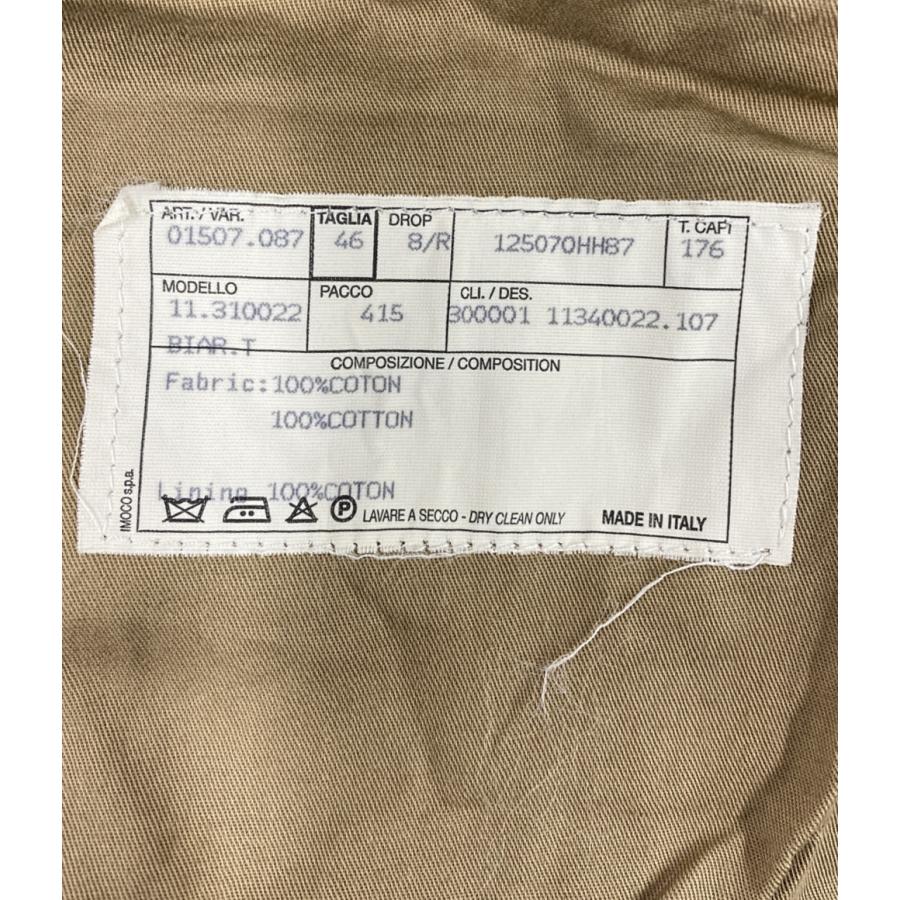 ART. / VAR. TAGLIA DROP T. CAPI
01507.087 46 8/R 125070HH87 176
MODELLO PACCO CLI. / DES.
11.310022 415 300001 11340022.107
BIAR.T
COMPOSIZIONE / COMPOSITION
Fabric:100%COTON
100%COTTON
Lining 100%COTON
P LAVARE A SECCO - DRY CLEAN ONLY MADE IN ITALY
IMOCO s.p.a.